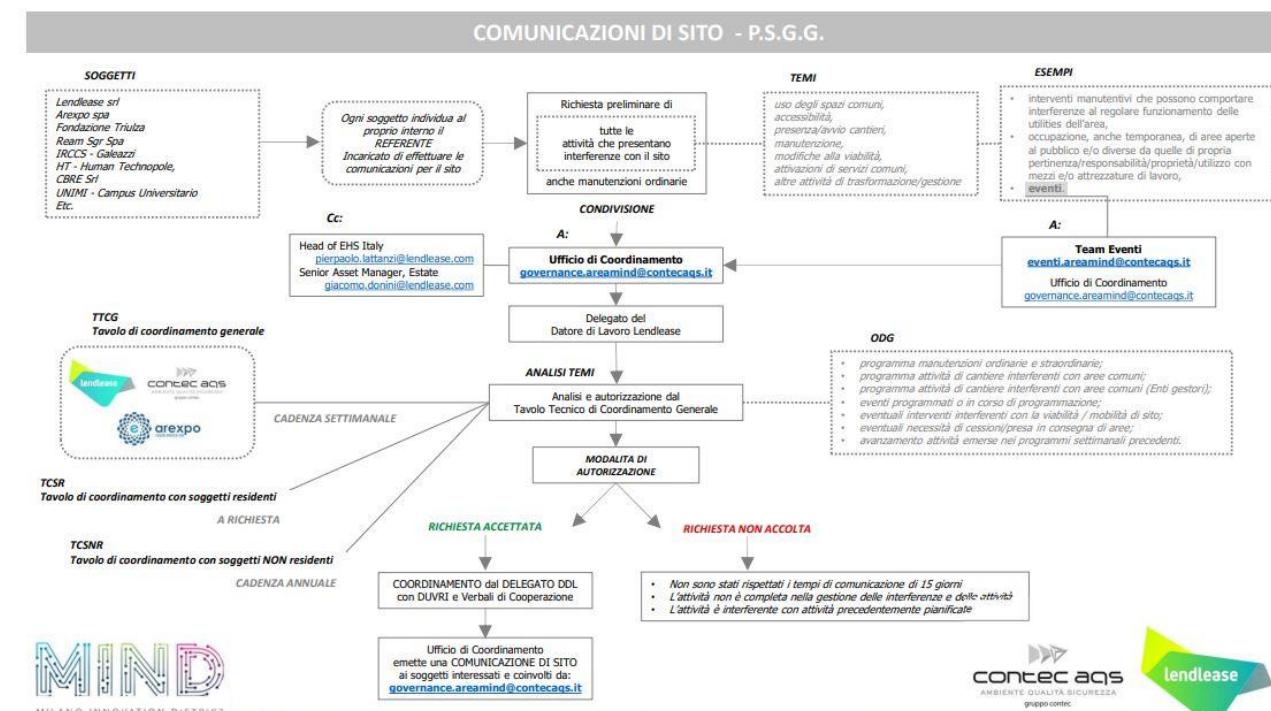 COMUNICAZIONI DI SITO - P.S.G.G.
SOGGETTI
Lendlease srl
Arexpo spa
Fondazione Triulza
Ream Sgr Spa
IRCCS - Galeazzi
HT - Human Technopole,
CBRE Srl
UNIMI - Campus Universitario
Etc.
Ogni soggetto individua al
proprio interno il
REFERENTE
Incaricato di effettuare le
comunicazioni per il sito
Richiesta preliminare di
tutte le
attività che presentano
interferenze con il sito
anche manutenzioni ordinarie
TEMI
uso degli spazi comuni,
accessibilità,
presenza/avvio cantieri,
manutenzione,
modifiche alla viabilità,
attivazioni di servizi comuni,
altre attività di trasformazione/gestione
ESEMPI
• interventi manutentivi che possono comportare
interferenze al regolare funzionamento delle
utilities dell'area,
• occupazione, anche temporanea, di aree aperte
al pubblico e/o diverse da quelle di propria
pertinenza/responsabilità/proprietà/utilizzo con
mezzi e/o attrezzature di lavoro,
• eventi.
CONDIVISIONE
Cc:
Head of EHS Italy
pierpaolo.lattanzi@lendlease.com
Senior Asset Manager, Estate
giacomo.donini@lendlease.com
A:
Ufficio di Coordinamento
governance.areamind@contecaqs.it
A:
Team Eventi
eventi.areamind@contecaqs.it
Ufficio di Coordinamento
governance.areamind@contecaqs.it
Delegato del
Datore di Lavoro Lendlease
TTCG
Tavolo di coordinamento generale
lendlease
contec aqs
AMBIENTE QUALITÀ SICUREZZA
gruppo contec
arexpo
CADENZA SETTIMANALE
ANALISI TEMI
Analisi e autorizzazione dal
Tavolo Tecnico di Coordinamento Generale
ODG
• programma manutenzioni ordinarie e straordinarie;
• programma attività di cantiere interferenti con aree comuni;
• programma attività di cantiere interferenti con aree comuni (Enti gestori);
• eventi programmati o in corso di programmazione;
• eventuali interventi interferenti con la viabilità / mobilità di sito;
• eventuali necessità di cessioni/presa in consegna di aree;
• avanzamento attività emerse nei programmi settimanali precedenti.
MODALITA DI
AUTORIZZAZIONE
TCSR
Tavolo di coordinamento con soggetti residenti
A RICHIESTA
TCSNR
Tavolo di coordinamento con soggetti NON residenti
CADENZA ANNUALE
RICHIESTA ACCETTATA
RICHIESTA NON ACCOLTA
COORDINAMENTO dal DELEGATO DDL
con DUVRI e Verbali di Cooperazione
• Non sono stati rispettati i tempi di comunicazione di 15 giorni
• L'attività non è completa nella gestione delle interferenze e delle attività
• L'attività è interferente con attività precedentemente pianificate
Ufficio di Coordinamento
emette una COMUNICAZIONE DI SITO
ai soggetti interessati e coinvolti da:
governance.areamind@contecaqs.it
MIND
MILANO INNOVATION DISTRICT
contec aqs
AMBIENTE QUALITÀ SICUREZZA
gruppo contec
lendlease